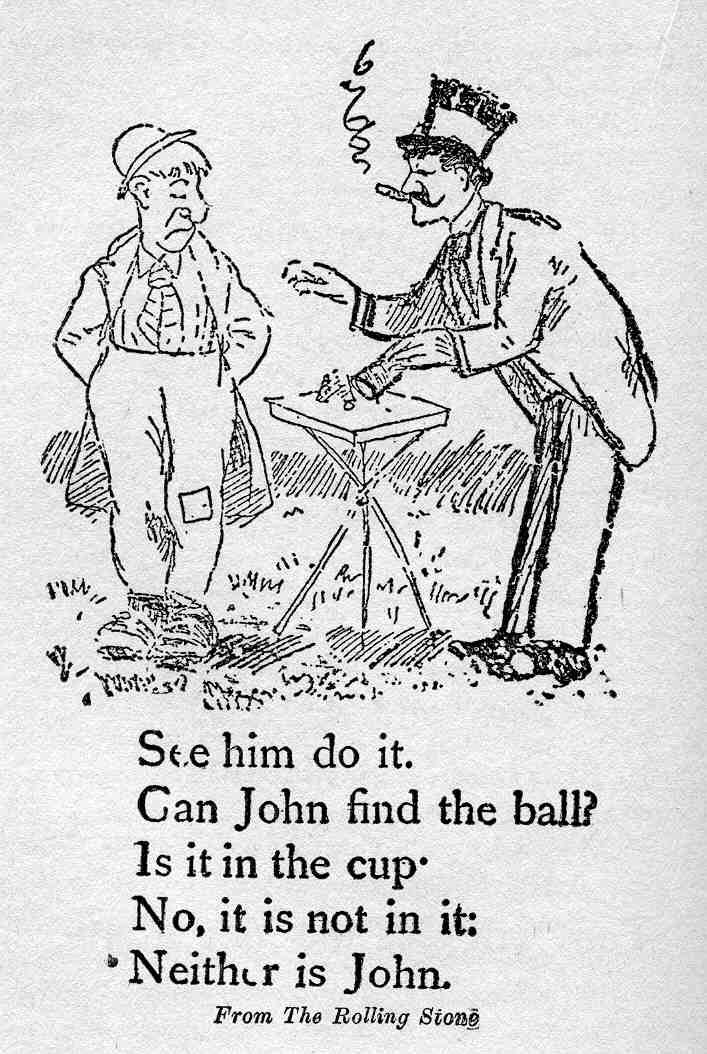 See him do it.
Can John find the ball?
Is it in the cup·
No, it is not in it:
Neither is John.
From The Rolling Stone